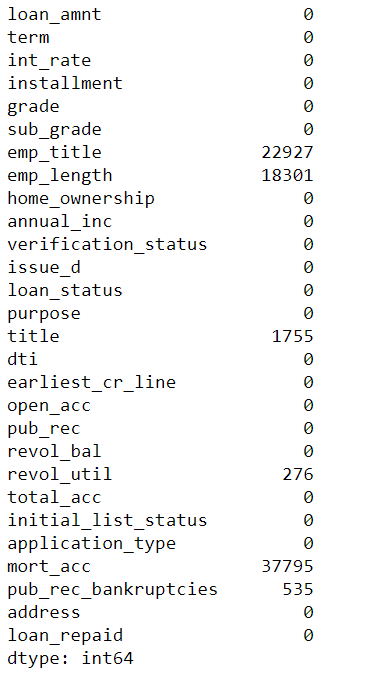 loan_amnt 0
term 0
int_rate 0
installment 0
grade 0
sub_grade 0
emp_title 22927
emp_length 18301
home_ownership 0
annual_inc 0
verification_status 0
issue_d 0
loan_status 0
purpose 0
title 1755
dti 0
earliest_cr_line 0
open_acc 0
pub_rec 0
revol_bal 0
revol_util 276
total_acc 0
initial_list_status 0
application_type 0
mort_acc 37795
pub_rec_bankruptcies 535
address 0
loan_repaid 0
dtype: int64